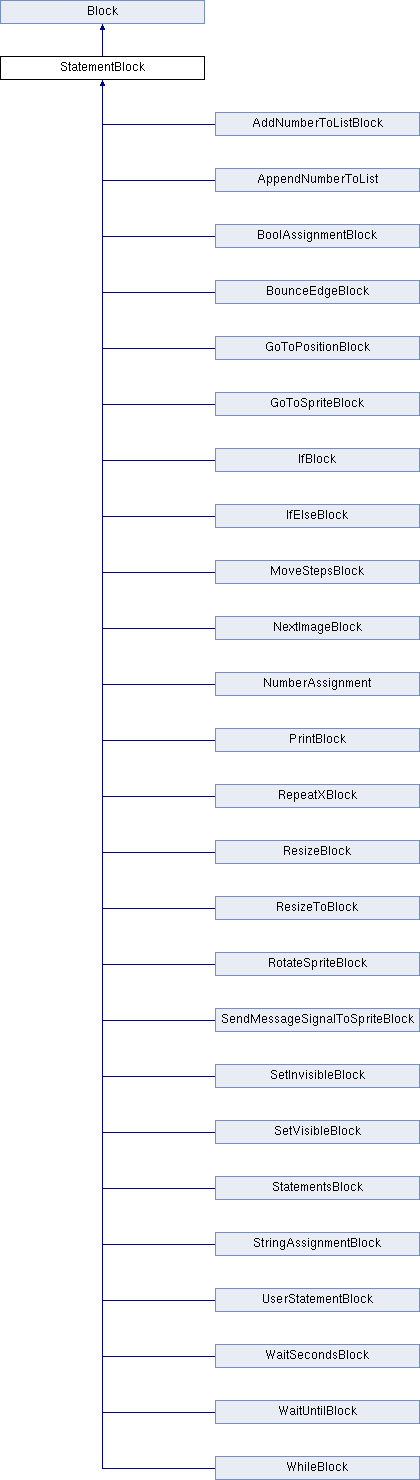 Block
StatementBlock
AddNumberToListBlock
AppendNumberToList
BoolAssignmentBlock
BounceEdgeBlock
GoToPositionBlock
GoToSpriteBlock
IfBlock
IfElseBlock
MoveStepsBlock
NextImageBlock
NumberAssignment
PrintBlock
RepeatXBlock
ResizeBlock
ResizeToBlock
RotateSpriteBlock
SendMessageSignalToSpriteBlock
SetInvisibleBlock
SetVisibleBlock
StatementsBlock
StringAssignmentBlock
UserStatementBlock
WaitSecondsBlock
WaitUntilBlock
WhileBlock